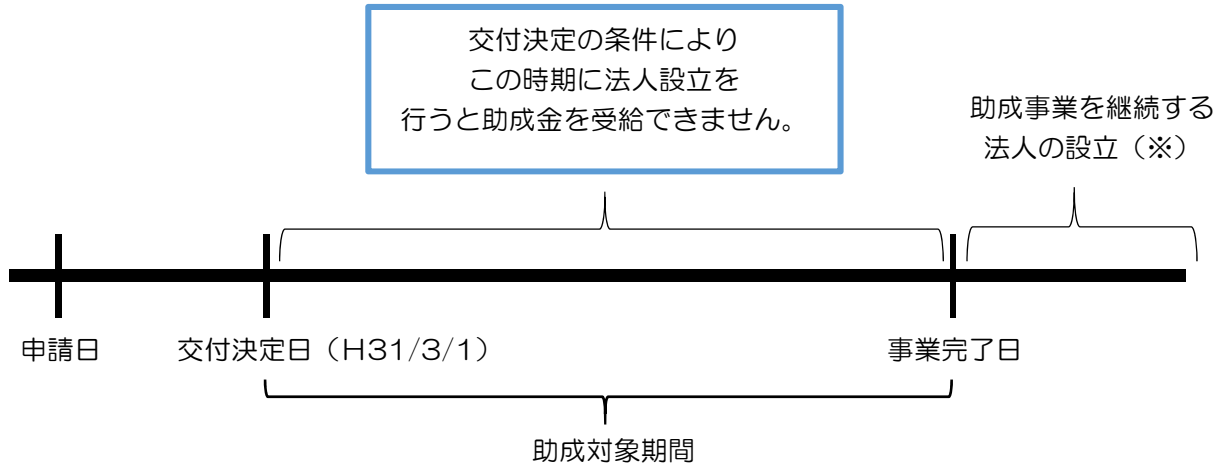 交付決定の条件により
この時期に法人設立を
行うと助成金を受給できません。
助成事業を継続する
法人の設立（※）
申請日
交付決定日（H31/3/1）
事業完了日
助成対象期間